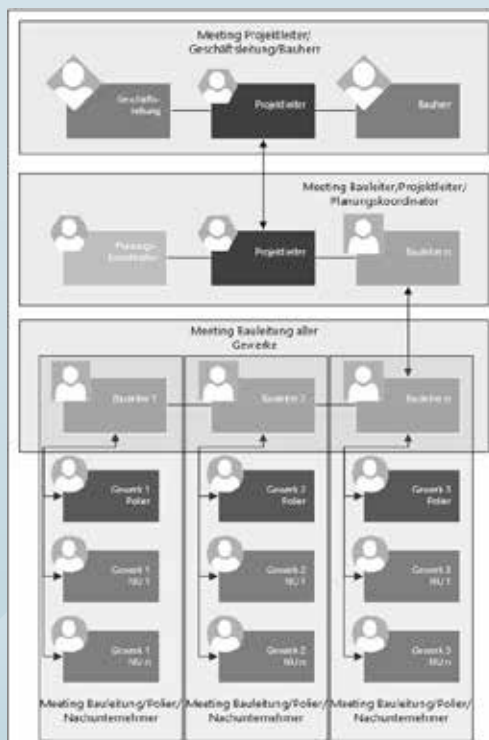 Meeting Projektleiter/
Geschäftsleitung/Bauherr
Geschäfts-
leitung
Projektleiter
Bauherr
Meeting Bauleiter/Projektleiter/
Planungskoordinator
Planungs-
koordinator
Projektleiter
Bauleiter n
Meeting Bauleitung aller
Gewerke
Bauleiter 1
Bauleiter 2
Bauleiter n
Gewerk 1
Polier
Gewerk 2
Polier
Gewerk 3
Polier
Gewerk 1
NU 1
Gewerk 2
NU 1
Gewerk 3
NU 1
Gewerk 1
NU n
Gewerk 2
NU n
Gewerk 3
NU n
Meeting Bauleitung/Polier/
Nachunternehmer
Meeting Bauleitung/Polier/
Nachunternehmer
Meeting Bauleitung/Polier/
Nachunternehmer